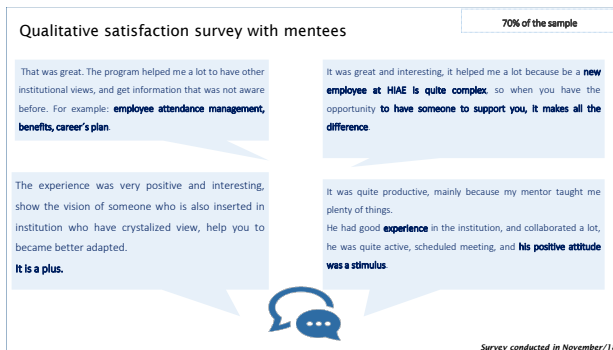 Qualitative satisfaction survey with mentees
70% of the sample
That was great. The program helped me a lot to have other
institutional views, and get information that was not aware
before. For example: employee attendance management,
benefits, career´s plan.
It was great and interesting, it helped me a lot because be a new
employee at HIAE is quite complex, so when you have the
opportunity to have someone to support you, it makes all the
difference.
The experience was very positive and interesting,
show the vision of someone who is also inserted in
institution who have crystalized view, help you to
became better adapted.
It is a plus.
It was quite productive, mainly because my mentor taught me
plenty of things.
He had good experience in the institution, and collaborated a lot,
he was quite active, scheduled meeting, and his positive attitude
was a stimulus.
Survey conducted in November/1